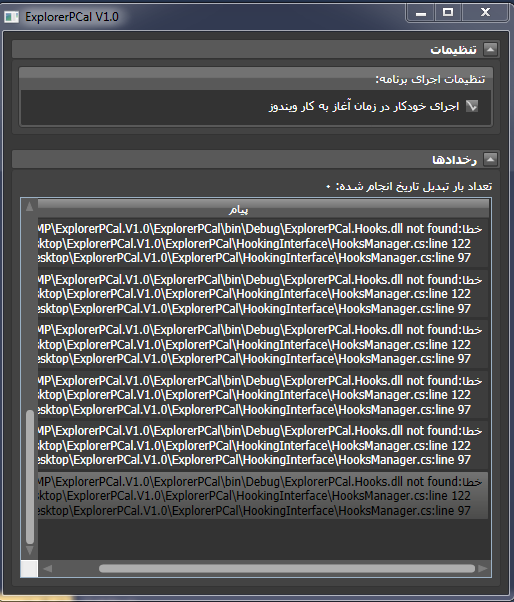 ExplorerPCal V1.0
تنظیمات
تنظیمات اجرای برنامه:
اجرای خودکار در زمان آغاز به کار ویندوز
رخدادها
تعداد بار تبدیل تاریخ انجام شده: ۰
پیام
خطا:MP\ExplorerPCal.V1.0\ExplorerPCal\bin\Debug\ExplorerPCal.Hooks.dll not found
sktop\ExplorerPCal.V1.0\ExplorerPCal\HookingInterface\HooksManager.cs:line 122
esktop\ExplorerPCal.V1.0\ExplorerPCal\HookingInterface\HooksManager.cs:line 97
خطا:MP\ExplorerPCal.V1.0\ExplorerPCal\bin\Debug\ExplorerPCal.Hooks.dll not found
sktop\ExplorerPCal.V1.0\ExplorerPCal\HookingInterface\HooksManager.cs:line 122
esktop\ExplorerPCal.V1.0\ExplorerPCal\HookingInterface\HooksManager.cs:line 97
خطا:MP\ExplorerPCal.V1.0\ExplorerPCal\bin\Debug\ExplorerPCal.Hooks.dll not found
sktop\ExplorerPCal.V1.0\ExplorerPCal\HookingInterface\HooksManager.cs:line 122
esktop\ExplorerPCal.V1.0\ExplorerPCal\HookingInterface\HooksManager.cs:line 97
خطا:MP\ExplorerPCal.V1.0\ExplorerPCal\bin\Debug\ExplorerPCal.Hooks.dll not found
sktop\ExplorerPCal.V1.0\ExplorerPCal\HookingInterface\HooksManager.cs:line 122
esktop\ExplorerPCal.V1.0\ExplorerPCal\HookingInterface\HooksManager.cs:line 97
خطا:MP\ExplorerPCal.V1.0\ExplorerPCal\bin\Debug\ExplorerPCal.Hooks.dll not found
sktop\ExplorerPCal.V1.0\ExplorerPCal\HookingInterface\HooksManager.cs:line 122
esktop\ExplorerPCal.V1.0\ExplorerPCal\HookingInterface\HooksManager.cs:line 97
خطا:MP\ExplorerPCal.V1.0\ExplorerPCal\bin\Debug\ExplorerPCal.Hooks.dll not found
sktop\ExplorerPCal.V1.0\ExplorerPCal\HookingInterface\HooksManager.cs:line 122
esktop\ExplorerPCal.V1.0\ExplorerPCal\HookingInterface\HooksManager.cs:line 97